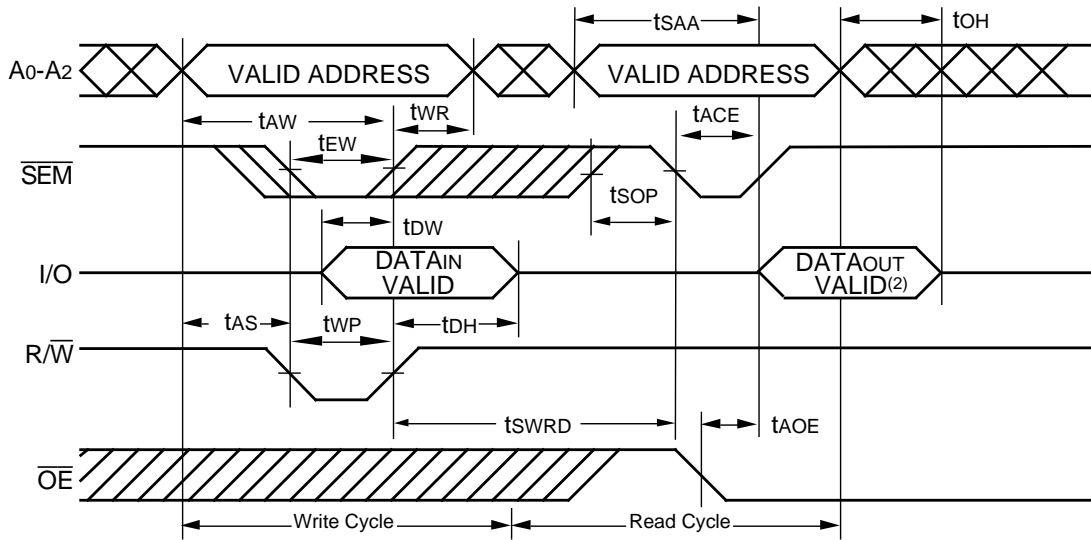 tSAA
tOH
A0-A2
VALID ADDRESS
VALID ADDRESS
tAW
tWR
tACE
tEW
SEM
tSOP
tDW
I/O
DATAIN
VALID
DATAOUT
VALID(2)
tAS
tWP
tDH
R/W
tSWRD
tAOE
OE
Write Cycle
Read Cycle